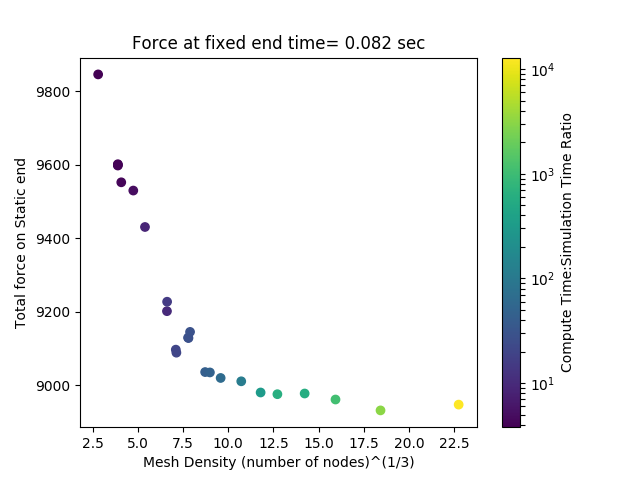 Force at fixed end time= 0.082 sec
Total force on Static end
9800
9600
9400
9200
9000
2.5 5.0 7.5 10.0 12.5 15.0 17.5 20.0 22.5
Mesh Density (number of nodes)^(1/3)
10^4
10^3
10^2
10^1
Compute Time:Simulation Time Ratio